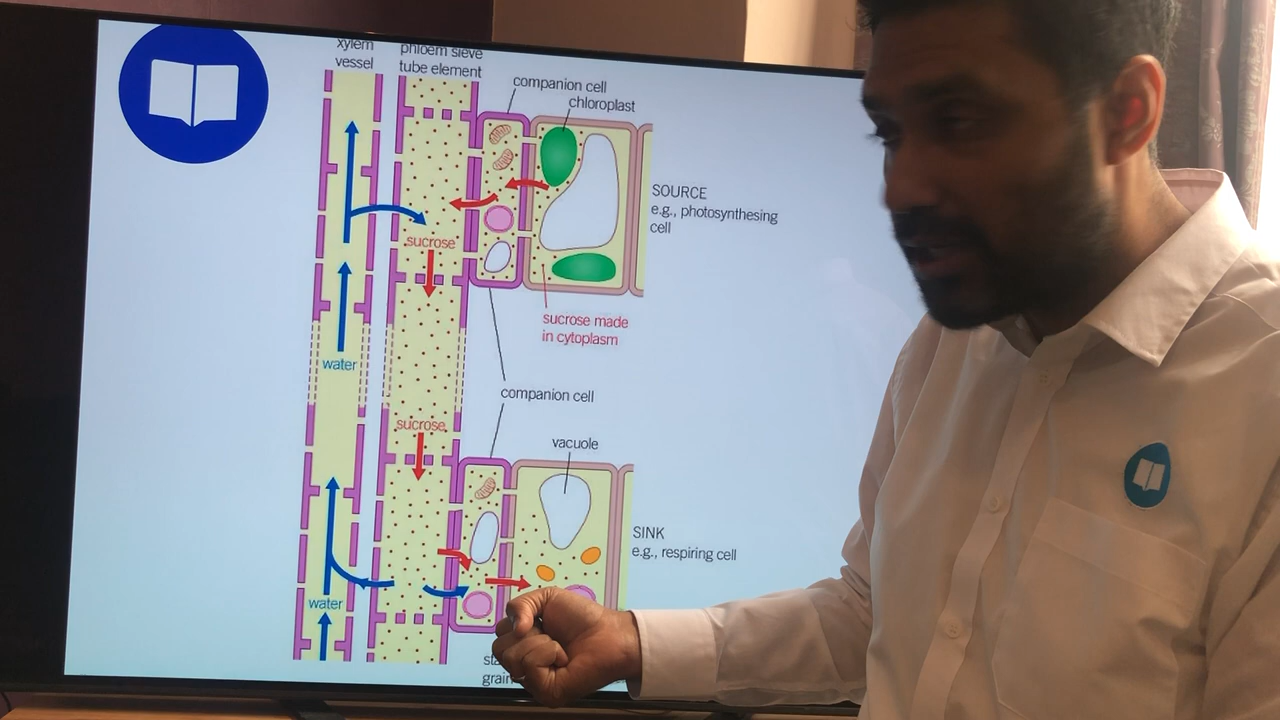 xylem
vessel
phloem sieve
tube element
companion cell
chloroplast
SOURCE
e.g., photosynthesing
cell
sucrose
sucrose made
in cytoplasm
water
companion cell
sucrose
vacuole
SINK
e.g., respiring cell
water